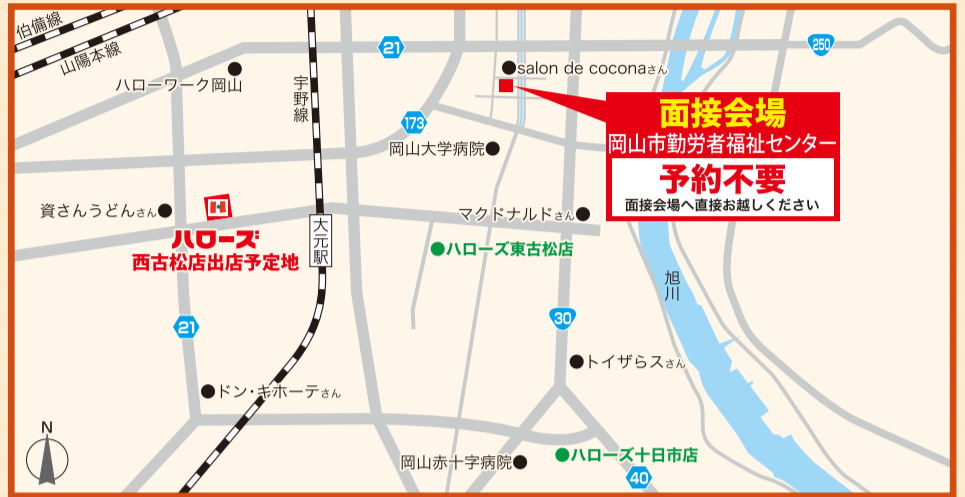 伯備線
山陽本線
ハローワーク岡山
宇野線
21
250
salon de coconaさん
173
岡山大学病院
面接会場
岡山市勤労者福祉センター
予約不要
面接会場へ直接お越しください
資さんうどんさん
ハローズ
西古松店出店予定地
大元駅
マクドナルドさん
ハローズ東古松店
旭川
21
30
トイザらスさん
ドン・キホーテさん
N
岡山赤十字病院
ハローズ十日市店
40